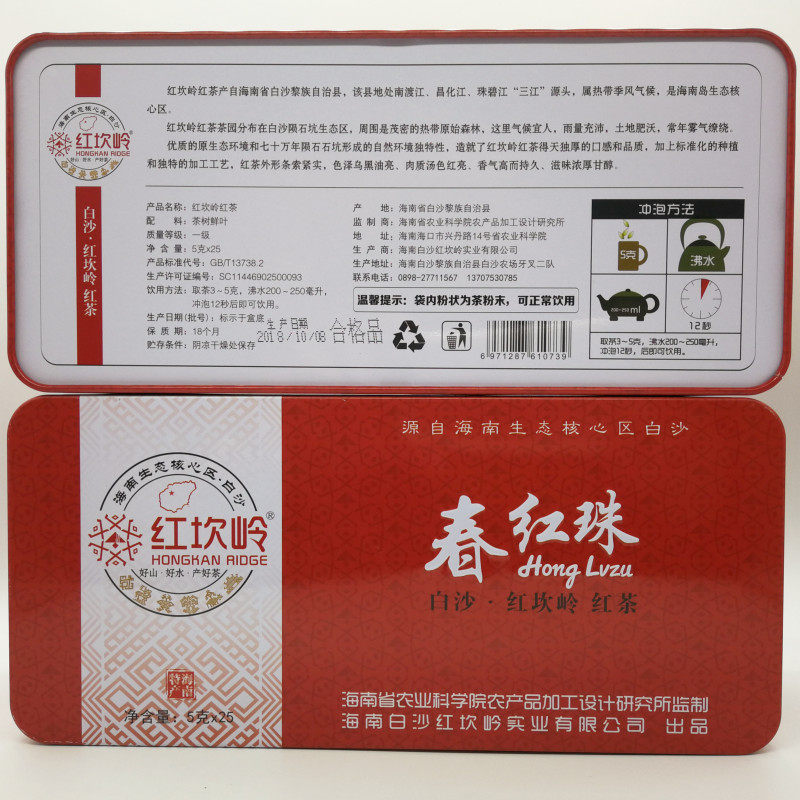 红坎岭红茶产自海南省白沙黎族自治县，该县地处南渡江、昌化江、珠碧江“三江”源头，属热带季风气候，是海南岛生态核
心区。
红坎岭红茶茶园分布在白沙陨石坑生态区，周围是茂密的热带原始森林，这里气候宜人，雨量充沛，土地肥沃，常年雾气缭绕。
优质的原生态环境和七十万年陨石石坑形成的自然环境独特性，造就了红坎岭红茶得天独厚的口感和品质，加上标准化的种植
和独特的加工工艺，红茶外形条索紧实，色泽乌黑油亮、肉质汤色红亮、香气高而持久、滋味浓厚甘醇。
海南生态核心区·白沙
红坎岭®
HONGKAN RIDGE
好山·好水·产好茶
白沙·红坎岭 红茶
产品名称：红坎岭红茶
配 料：茶树鲜叶
质量等级：一级
净 含 量：5克x25
产品标准代号：GB/T13738.2
生产许可证编号：SC11446902500093
饮用方法：取茶3～5克，沸水200～250毫升，
冲泡12秒后即可饮用。
生产日期(批号)：标示于盒底
保 质 期：18个月
贮存条件：阴凉干燥处保存
生产日期
2018/10/08 合格品
产 地：海南省白沙黎族自治县
监 制 商：海南省农业科学院农产品加工设计研究所
地 址：海南海口市兴丹路14号省农业科学院
生 产 商：海南白沙红坎岭实业有限公司
生产地址：海南白沙黎族自治县白沙农场牙叉二队
联系电话：0898-27711567 13707530785
温馨提示：袋内粉状为茶粉末，可正常饮用
6 971287 610739
冲泡方法
5克
沸水
200-250ml
12秒
取茶3～5克，沸水200～250毫升，
冲泡12秒，后即可饮用。
源自海南生态核心区白沙
海南生态核心区·白沙
红坎岭®
HONGKAN RIDGE
好山·好水·产好茶
春红珠
Hong Lvzu
白沙·红坎岭 红茶
海南
特产
净含量：5克x25
海南省农业科学院农产品加工设计研究所监制
海南白沙红坎岭实业有限公司 出品